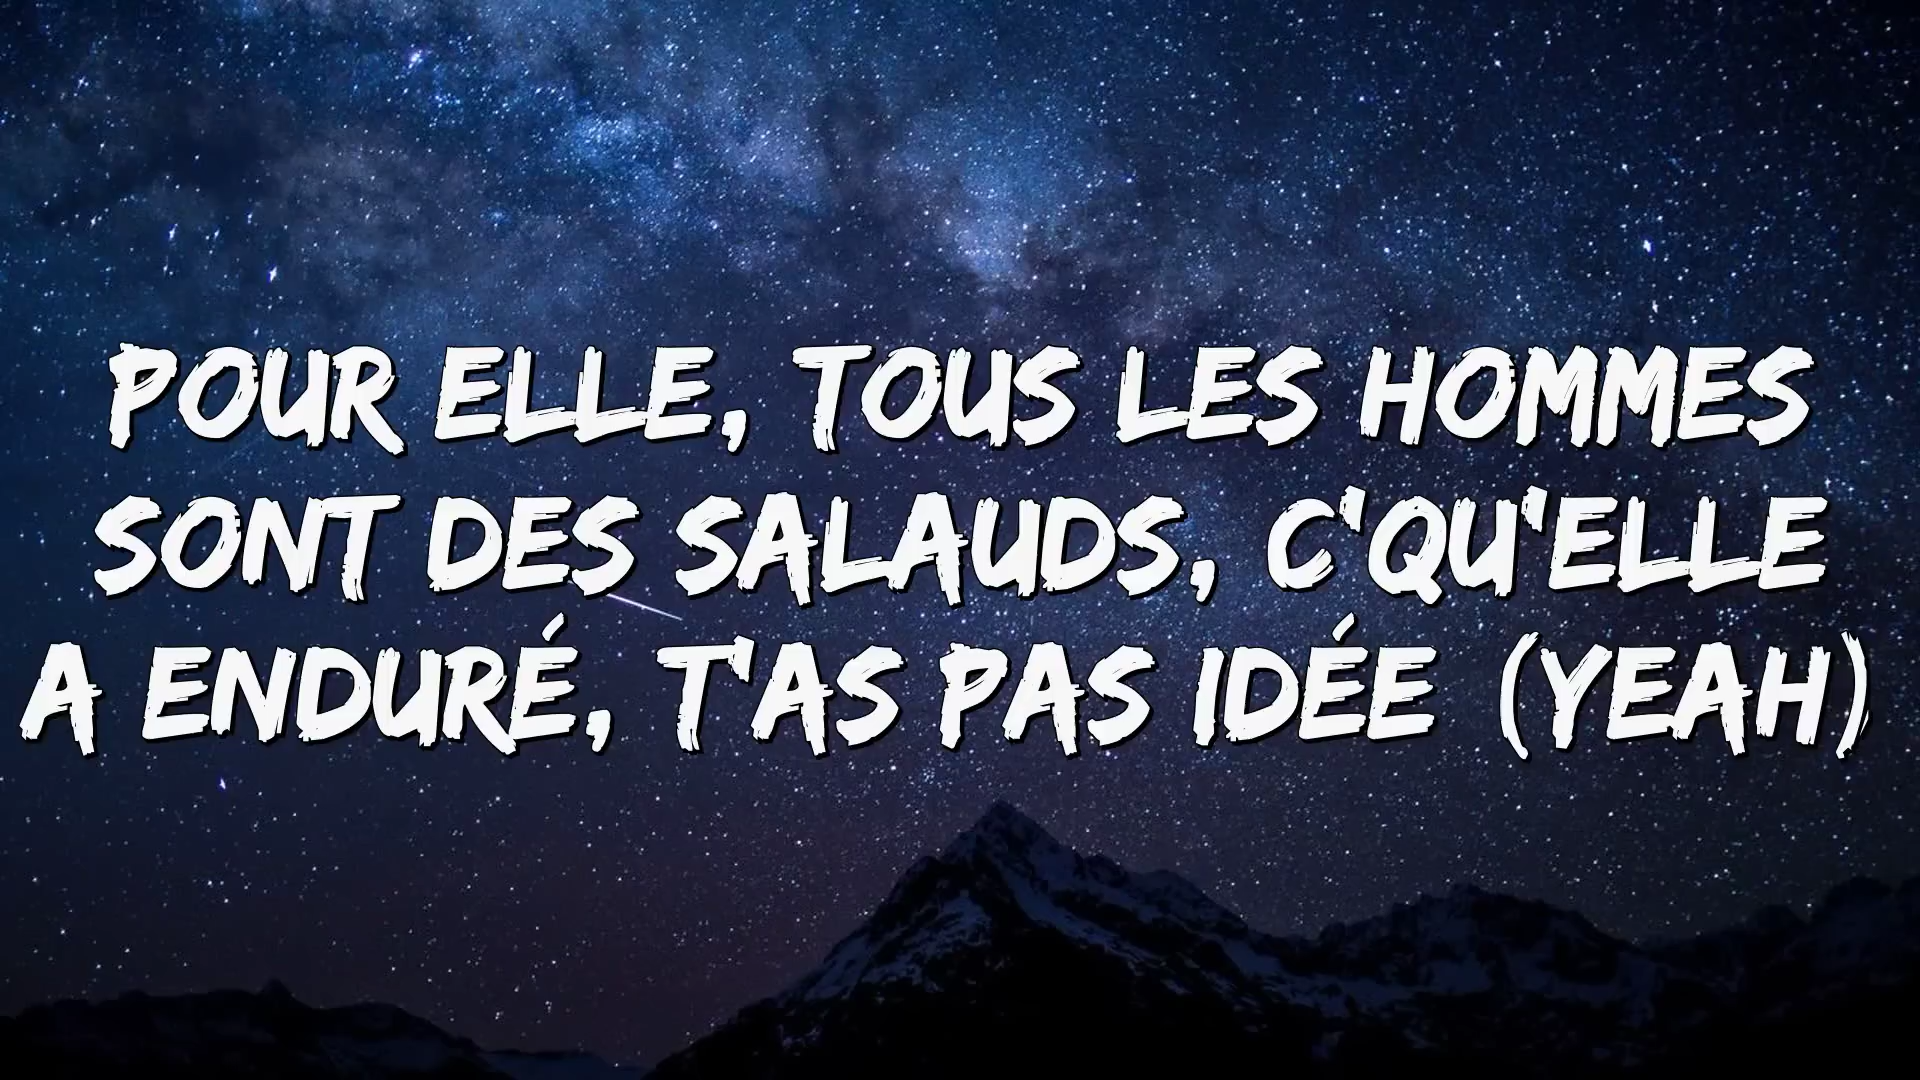 POUR ELLE, TOUS LES HOMMES
SONT DES SALAUDS, C'QU'ELLE
A ENDURÉ, T'AS PAS IDÉE (YEAH)